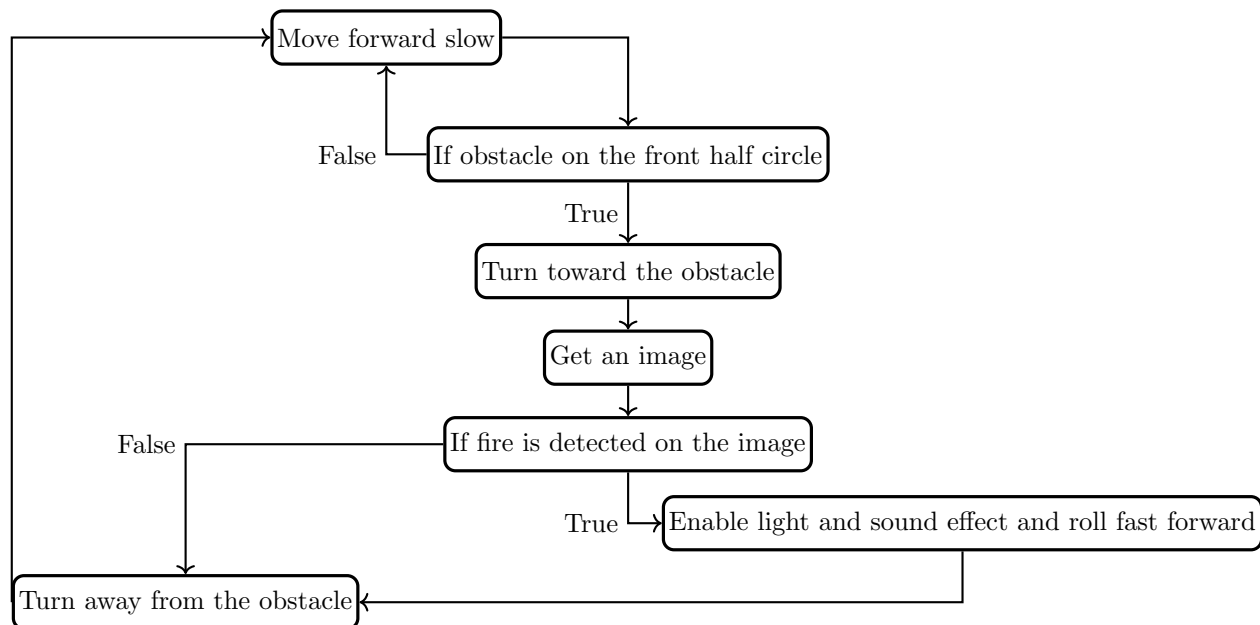 Move forward slow
False
If obstacle on the front half circle
True
Turn toward the obstacle
Get an image
False
If fire is detected on the image
True
Enable light and sound effect and roll fast forward
Turn away from the obstacle